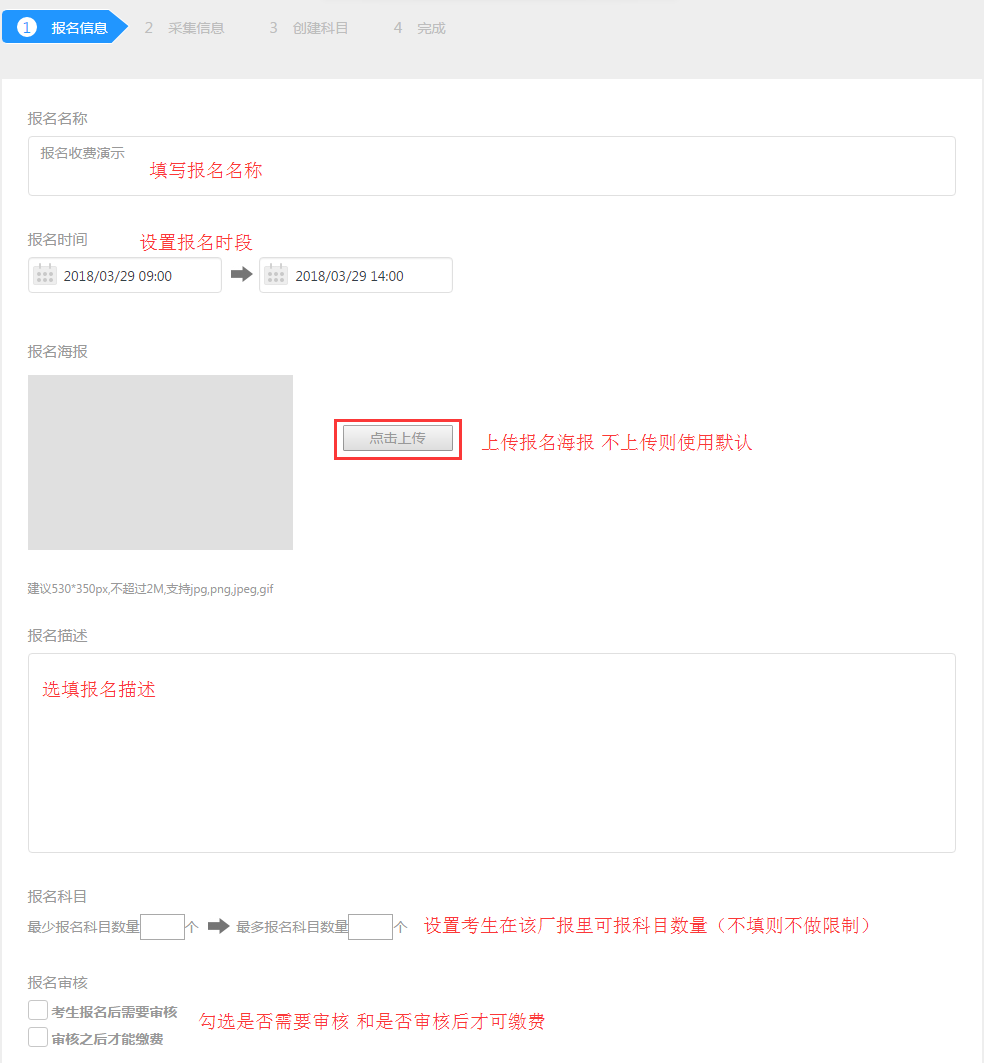 1 报名信息 2 采集信息 3 创建科目 4 完成
报名名称
报名收费演示
填写报名名称
报名时间 设置报名时段
2018/03/29 09:00 2018/03/29 14:00
报名海报
点击上传 上传报名海报 不上传则使用默认
建议530*350px,不超过2M,支持jpg,png,jpeg,gif
报名描述
选填报名描述
报名科目
最少报名科目数量 个 最多报名科目数量 个 设置考生在该厂报里可报科目数量（不填则不做限制）
报名审核
考生报名后需要审核
勾选是否需要审核 和是否审核后才可缴费
审核之后才能缴费